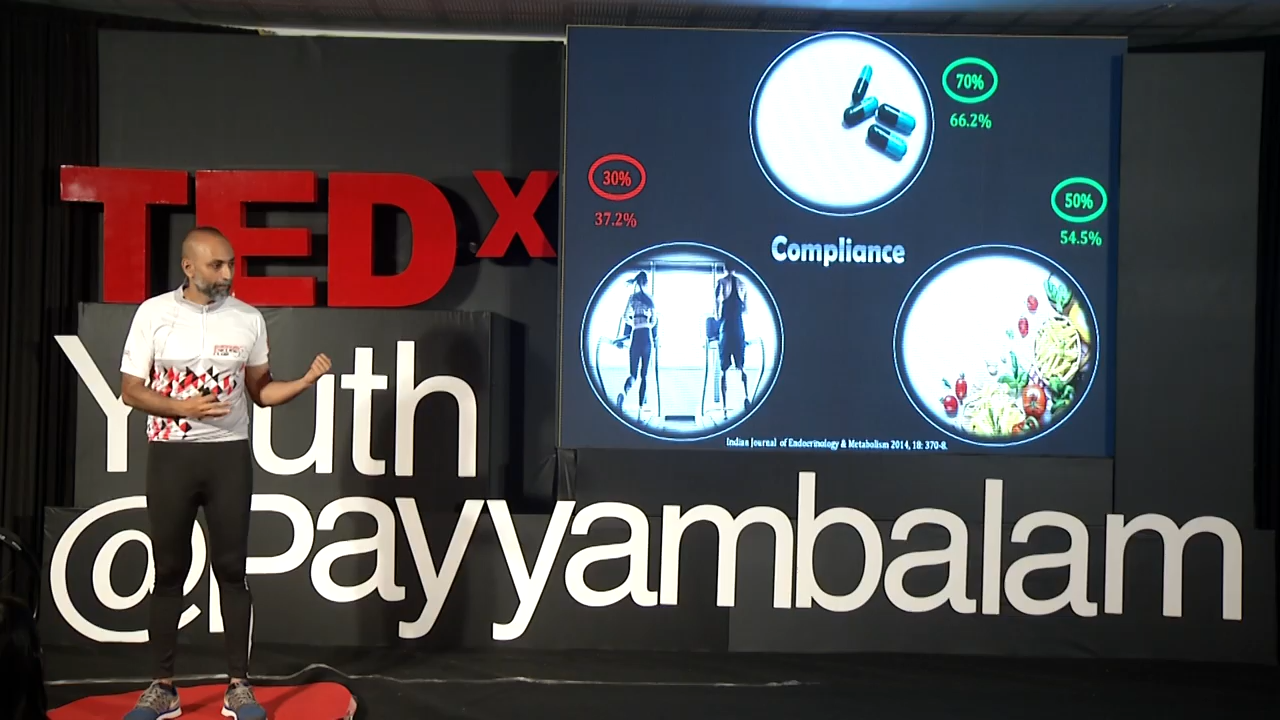 TEDx
Youth
@Payyambalam
70%
66.2%
30%
37.2%
50%
54.5%
Compliance
Indian Journal of Endocrinology & Metabolism 2014, 18: 370-8.